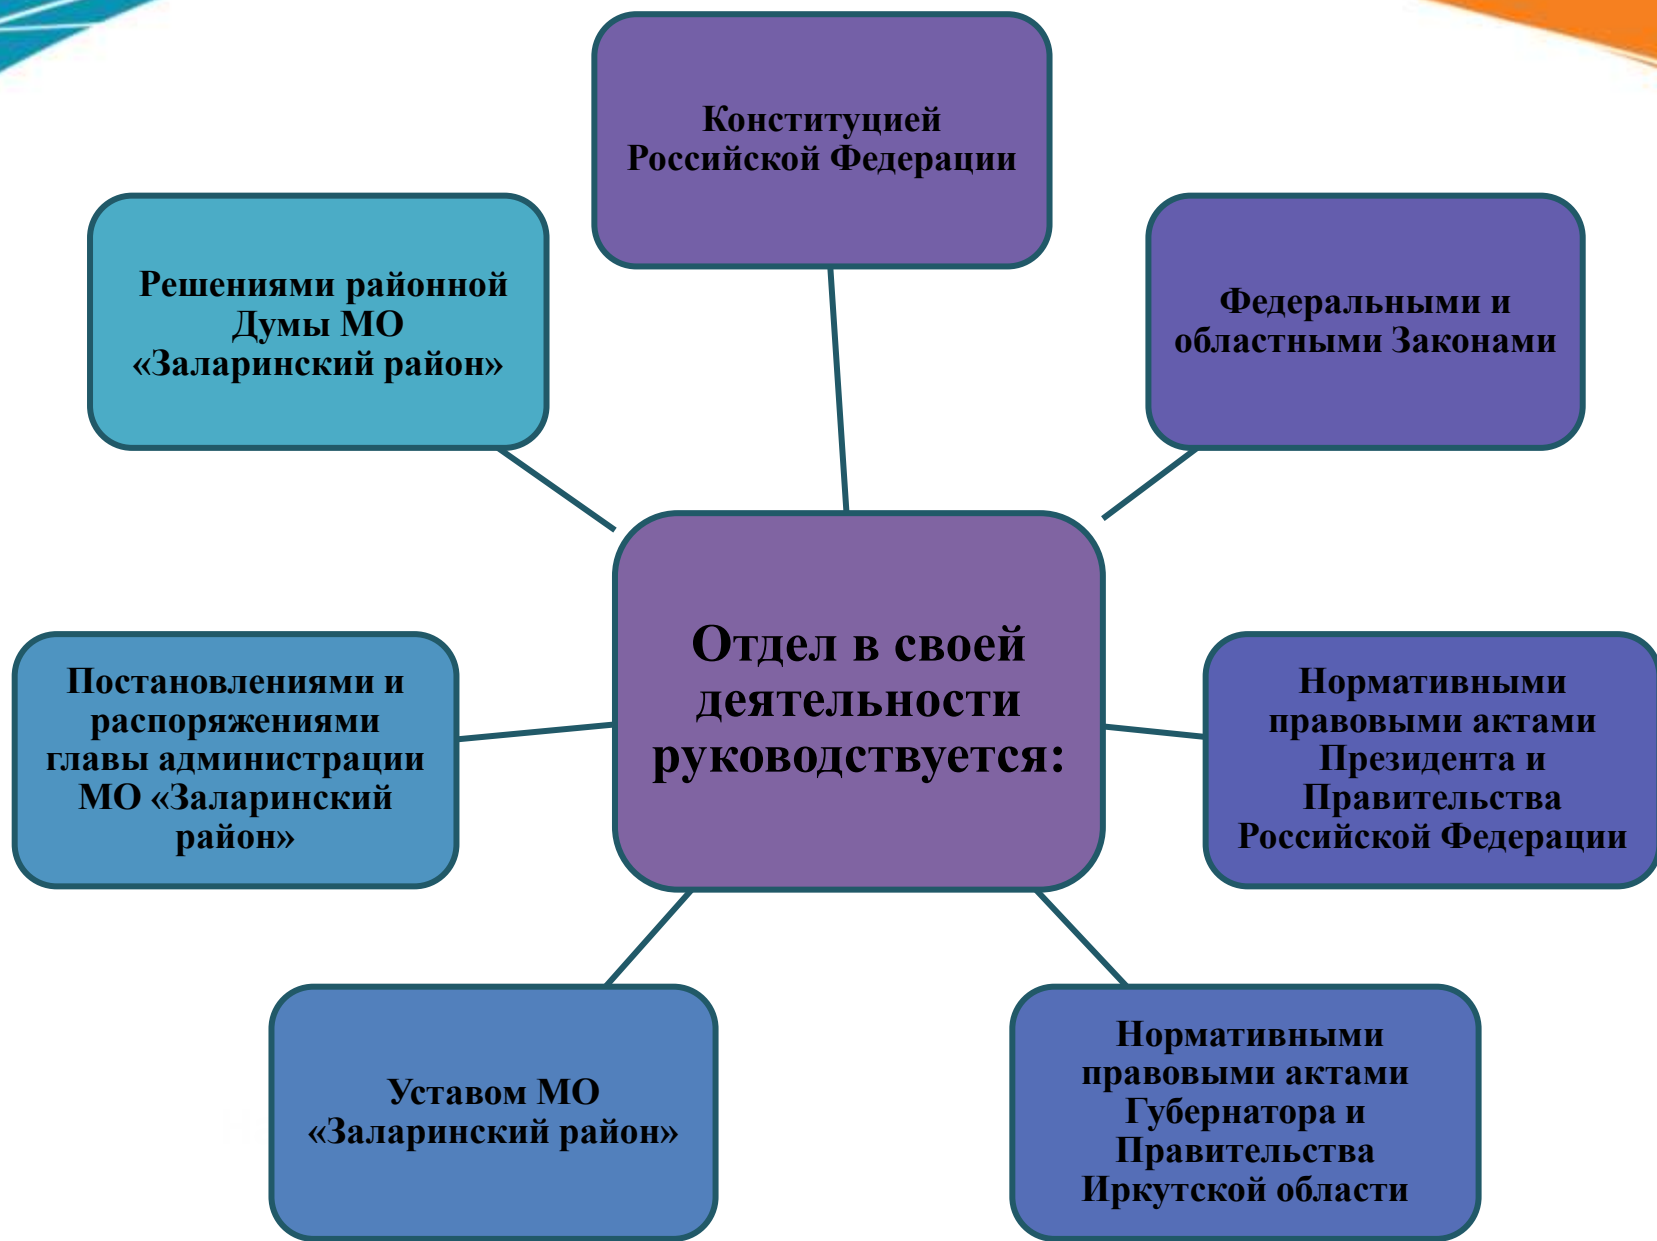 Конституцией
Российской Федерации
Решениями районной
Думы МО
«Заларинский район»
Федеральными и
областными Законами
Отдел в своей
деятельности
руководствуется:
Постановлениями и
распоряжениями
главы администрации
МО «Заларинский
район»
Нормативными
правовыми актами
Президента и
Правительства
Российской Федерации
Уставом МО
«Заларинский район»
Нормативными
правовыми актами
Губернатора и
Правительства
Иркутской области